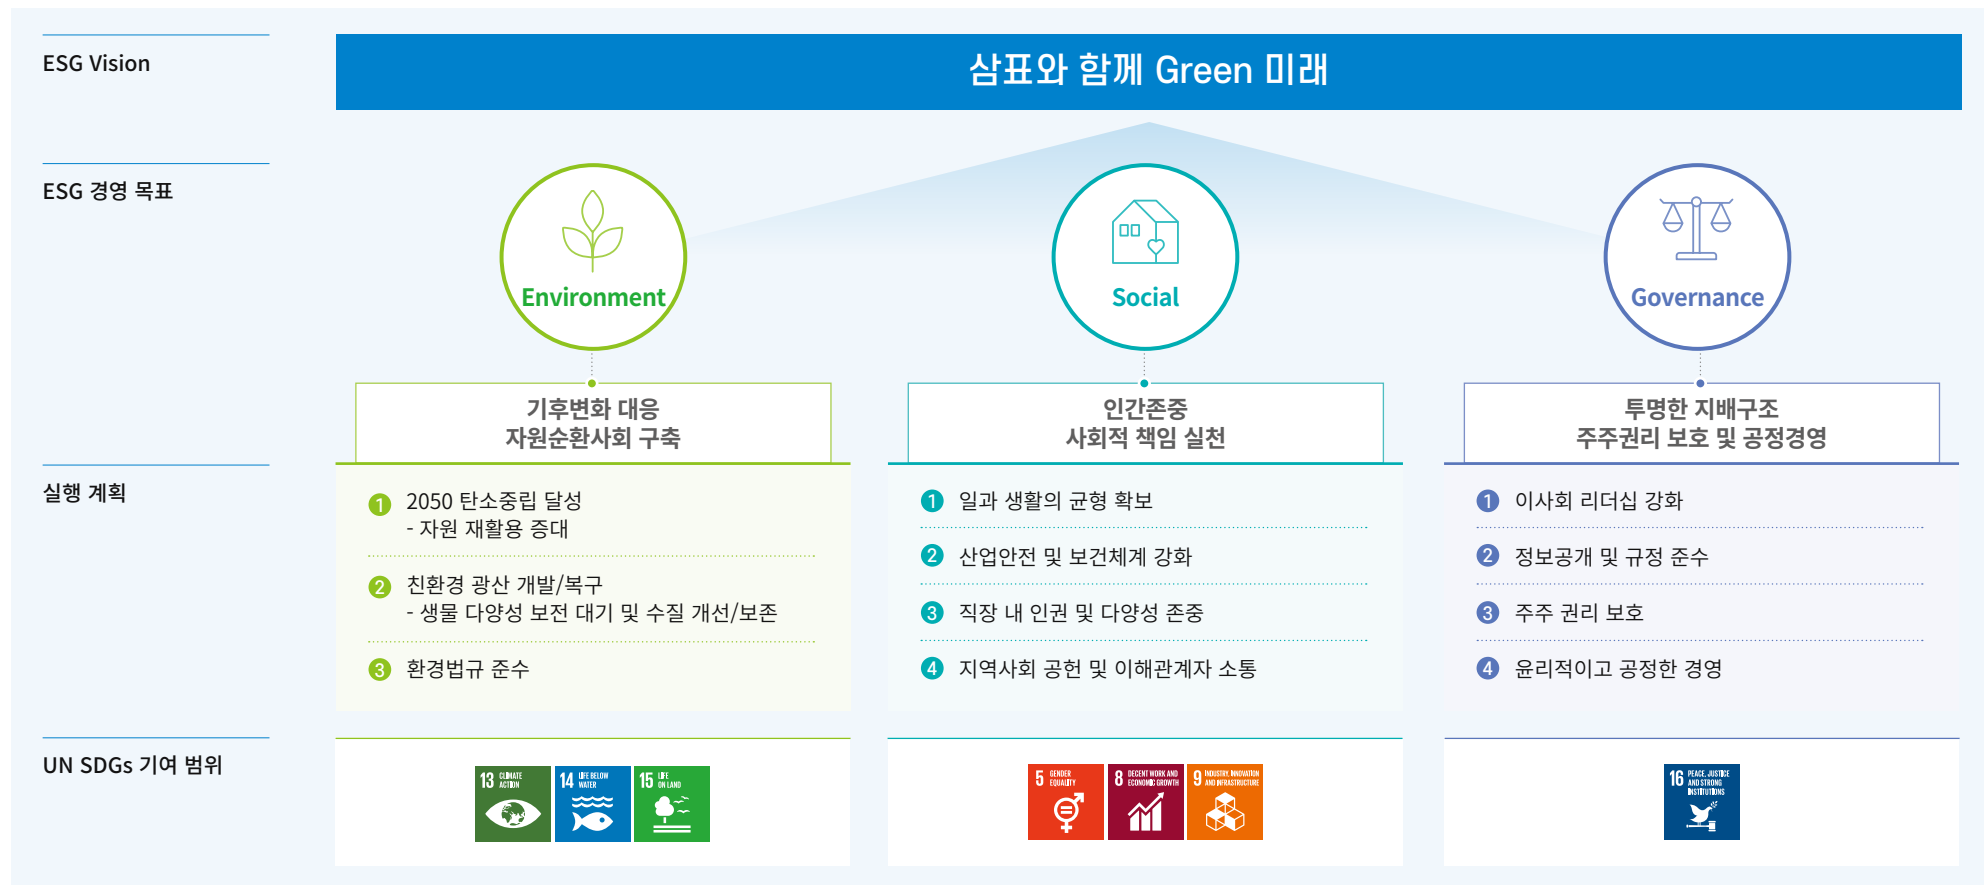 ESG Vision
삼표와 함께 Green 미래
ESG 경영 목표
Environment
Social
Governance
기후변화 대응
자원순환사회 구축
인간존중
사회적 책임 실천
투명한 지배구조
주주권리 보호 및 공정경영
실행 계획
1 2050 탄소중립 달성
- 자원 재활용 증대
2 친환경 광산 개발/복구
- 생물 다양성 보전 대기 및 수질 개선/보존
3 환경법규 준수
1 일과 생활의 균형 확보
2 산업안전 및 보건체계 강화
3 직장 내 인권 및 다양성 존중
4 지역사회 공헌 및 이해관계자 소통
1 이사회 리더십 강화
2 정보공개 및 규정 준수
3 주주 권리 보호
4 윤리적이고 공정한 경영
UN SDGs 기여 범위
13 CLIMATE
ACTION
14 LIFE BELOW
WATER
15 LIFE
ON LAND
5 GENDER
EQUALITY
8 DECENT WORK AND
ECONOMIC GROWTH
9 INDUSTRY, INNOVATION
AND INFRASTRUCTURE
16 PEACE, JUSTICE
AND STRONG
INSTITUTIONS